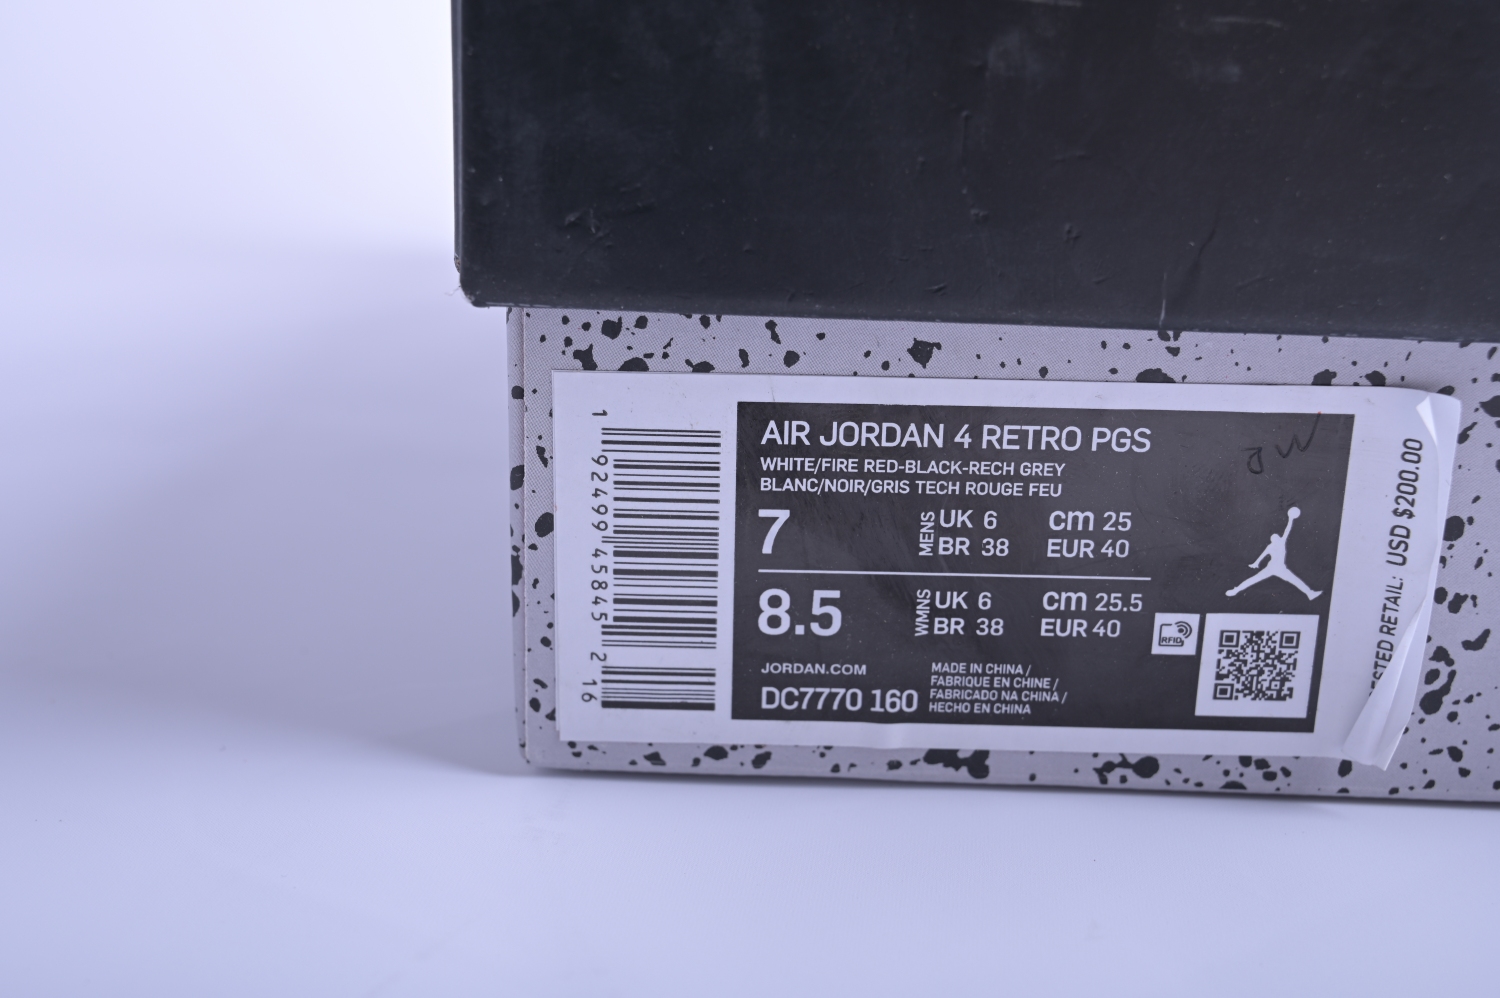 AIR JORDAN 4 RETRO PGS
WHITE/FIRE RED-BLACK-RECH GREY
BLANC/NOIR/GRIS TECH ROUGE FEU
7
MENS
UK 6
cm 25
BR 38
EUR 40
8.5
WMNS
UK 6
cm 25.5
BR 38
EUR 40
RFID
JORDAN.COM
DC7770 160
MADE IN CHINA /
FABRIQUE EN CHINE /
FABRICADO NA CHINA /
HECHO EN CHINA
1 92499 45845 2 16
USD $200.00
RETAIL: